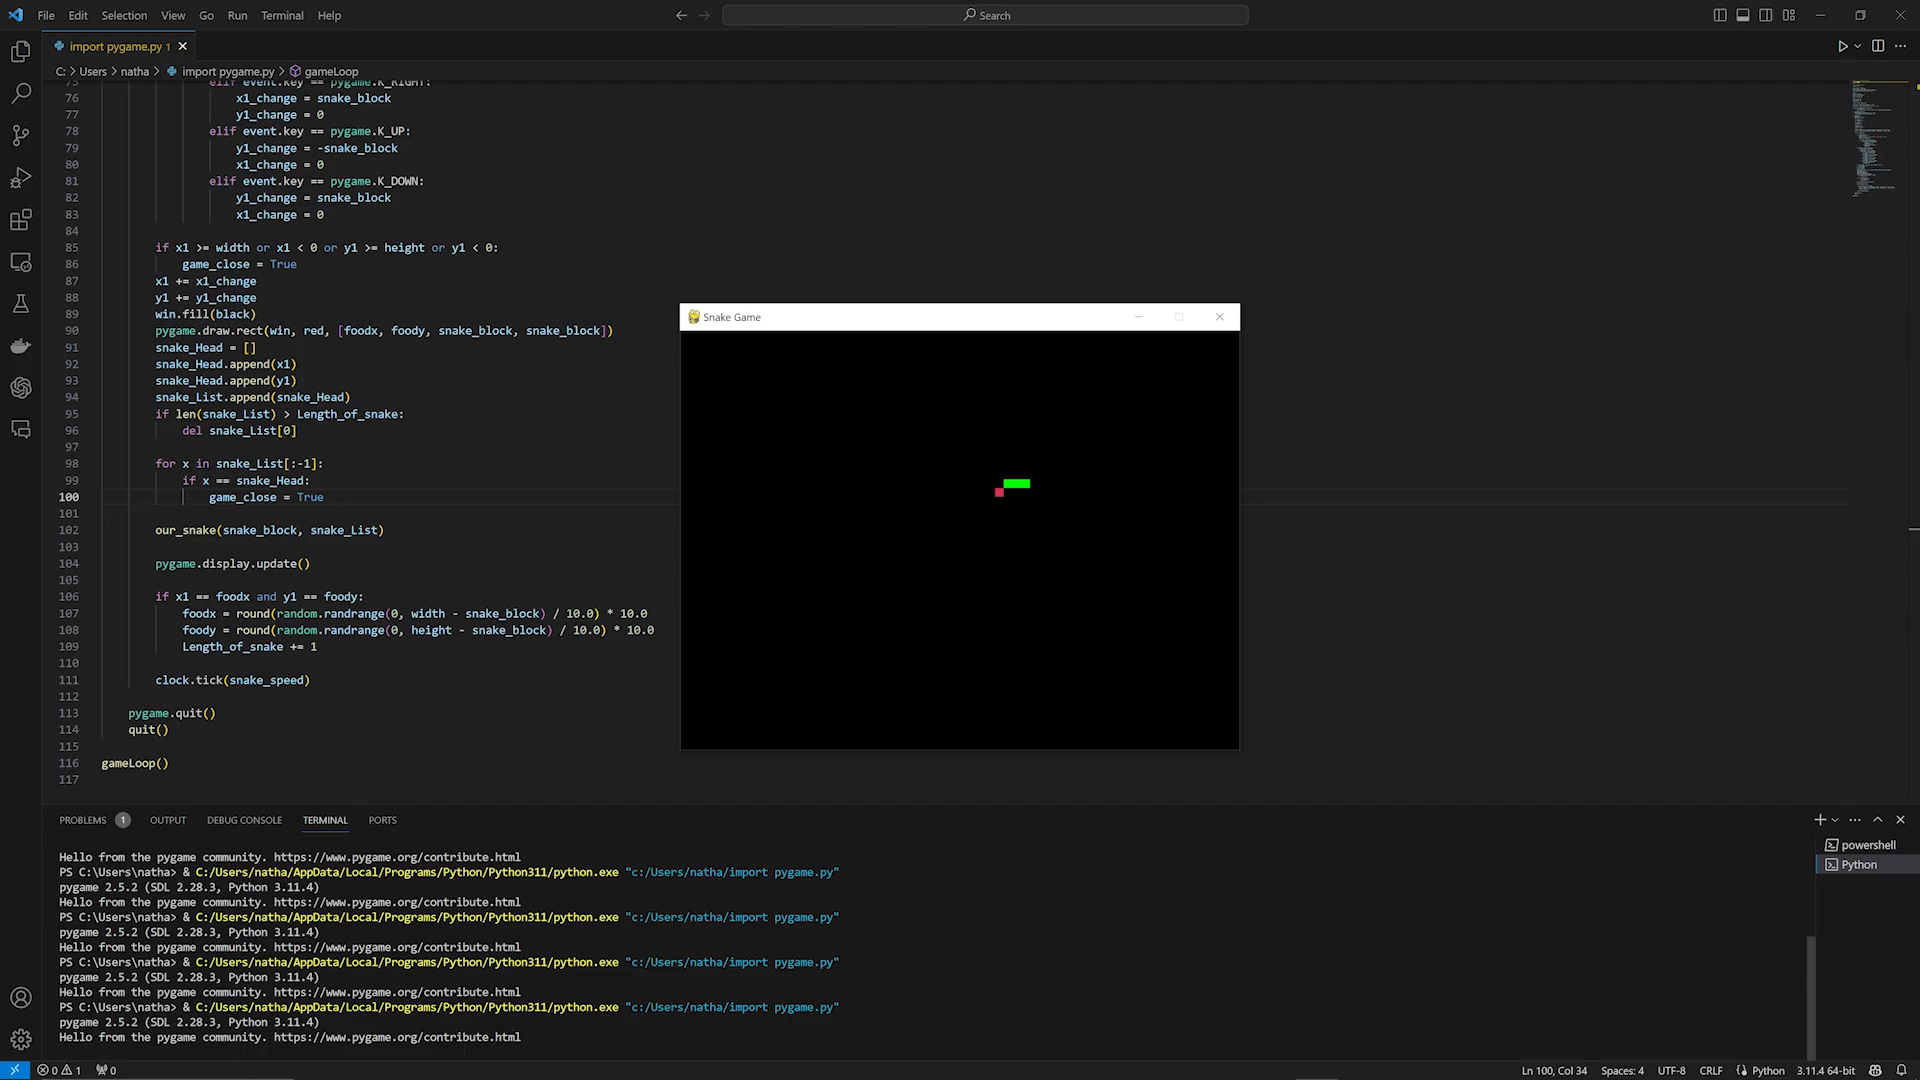 File Edit Selection View Go Run Terminal Help
Search
import pygame.py 1
C: > Users > natha > import pygame.py > gameLoop
75 elif event.key == pygame.K_RIGHT:
76 x1_change = snake_block
77 y1_change = 0
78 elif event.key == pygame.K_UP:
79 y1_change = -snake_block
80 x1_change = 0
81 elif event.key == pygame.K_DOWN:
82 y1_change = snake_block
83 x1_change = 0
84
85 if x1 >= width or x1 < 0 or y1 >= height or y1 < 0:
86 game_close = True
87 x1 += x1_change
88 y1 += y1_change
89 win.fill(black)
90 pygame.draw.rect(win, red, [foodx, foody, snake_block, snake_block])
91 snake_Head = []
92 snake_Head.append(x1)
93 snake_Head.append(y1)
94 snake_List.append(snake_Head)
95 if len(snake_List) > Length_of_snake:
96 del snake_List[0]
97
98 for x in snake_List[:-1]:
99 if x == snake_Head:
100 game_close = True
101
102 our_snake(snake_block, snake_List)
103
104 pygame.display.update()
105
106 if x1 == foodx and y1 == foody:
107 foodx = round(random.randrange(0, width - snake_block) / 10.0) * 10.0
108 foody = round(random.randrange(0, height - snake_block) / 10.0) * 10.0
109 Length_of_snake += 1
110
111 clock.tick(snake_speed)
112
113 pygame.quit()
114 quit()
115
116 gameLoop()
117
Snake Game
PROBLEMS 1 OUTPUT DEBUG CONSOLE TERMINAL PORTS
Hello from the pygame community. https://www.pygame.org/contribute.html
PS C:\Users\natha> & C:/Users/natha/AppData/Local/Programs/Python/Python311/python.exe "c:/Users/natha/import pygame.py"
pygame 2.5.2 (SDL 2.28.3, Python 3.11.4)
Hello from the pygame community. https://www.pygame.org/contribute.html
PS C:\Users\natha> & C:/Users/natha/AppData/Local/Programs/Python/Python311/python.exe "c:/Users/natha/import pygame.py"
pygame 2.5.2 (SDL 2.28.3, Python 3.11.4)
Hello from the pygame community. https://www.pygame.org/contribute.html
PS C:\Users\natha> & C:/Users/natha/AppData/Local/Programs/Python/Python311/python.exe "c:/Users/natha/import pygame.py"
pygame 2.5.2 (SDL 2.28.3, Python 3.11.4)
Hello from the pygame community. https://www.pygame.org/contribute.html
PS C:\Users\natha> & C:/Users/natha/AppData/Local/Programs/Python/Python311/python.exe "c:/Users/natha/import pygame.py"
pygame 2.5.2 (SDL 2.28.3, Python 3.11.4)
Hello from the pygame community. https://www.pygame.org/contribute.html
powershell
Python
0 1 0 Ln 100, Col 34 Spaces: 4 UTF-8 CRLF Python 3.11.4 64-bit